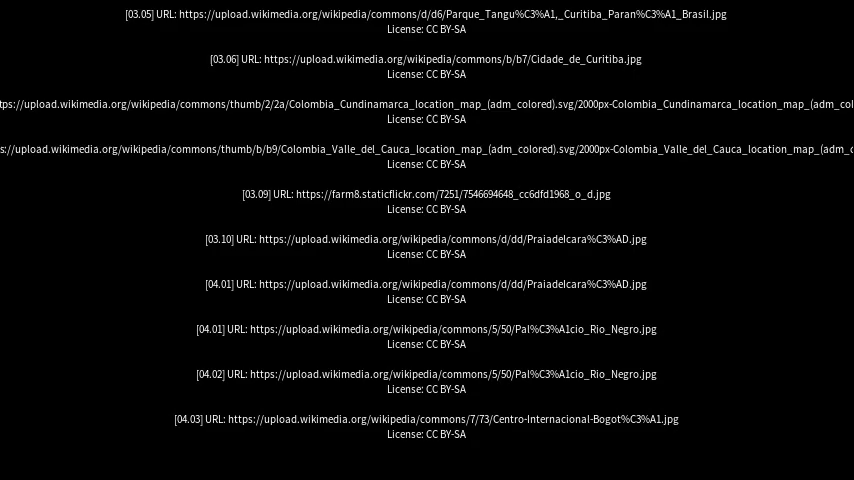 [03.05] URL: https://upload.wikimedia.org/wikipedia/commons/d/d6/Parque_Tangu%C3%A1,_Curitiba_Paran%C3%A1_Brasil.jpg
License: CC BY-SA
[03.06] URL: https://upload.wikimedia.org/wikipedia/commons/b/b7/Cidade_de_Curitiba.jpg
License: CC BY-SA
tps://upload.wikimedia.org/wikipedia/commons/thumb/2/2a/Colombia_Cundinamarca_location_map_(adm_colored).svg/2000px-Colombia_Cundinamarca_location_map_(adm_col
License: CC BY-SA
s://upload.wikimedia.org/wikipedia/commons/thumb/b/b9/Colombia_Valle_del_Cauca_location_map_(adm_colored).svg/2000px-Colombia_Valle_del_Cauca_location_map_(adm_c
License: CC BY-SA
[03.09] URL: https://farm8.staticflickr.com/7251/7546694648_cc6dfd1968_o_d.jpg
License: CC BY-SA
[03.10] URL: https://upload.wikimedia.org/wikipedia/commons/d/dd/PraiadeIcara%C3%AD.jpg
License: CC BY-SA
[04.01] URL: https://upload.wikimedia.org/wikipedia/commons/d/dd/PraiadeIcara%C3%AD.jpg
License: CC BY-SA
[04.01] URL: https://upload.wikimedia.org/wikipedia/commons/5/50/Pal%C3%A1cio_Rio_Negro.jpg
License: CC BY-SA
[04.02] URL: https://upload.wikimedia.org/wikipedia/commons/5/50/Pal%C3%A1cio_Rio_Negro.jpg
License: CC BY-SA
[04.03] URL: https://upload.wikimedia.org/wikipedia/commons/7/73/Centro-Internacional-Bogot%C3%A1.jpg
License: CC BY-SA